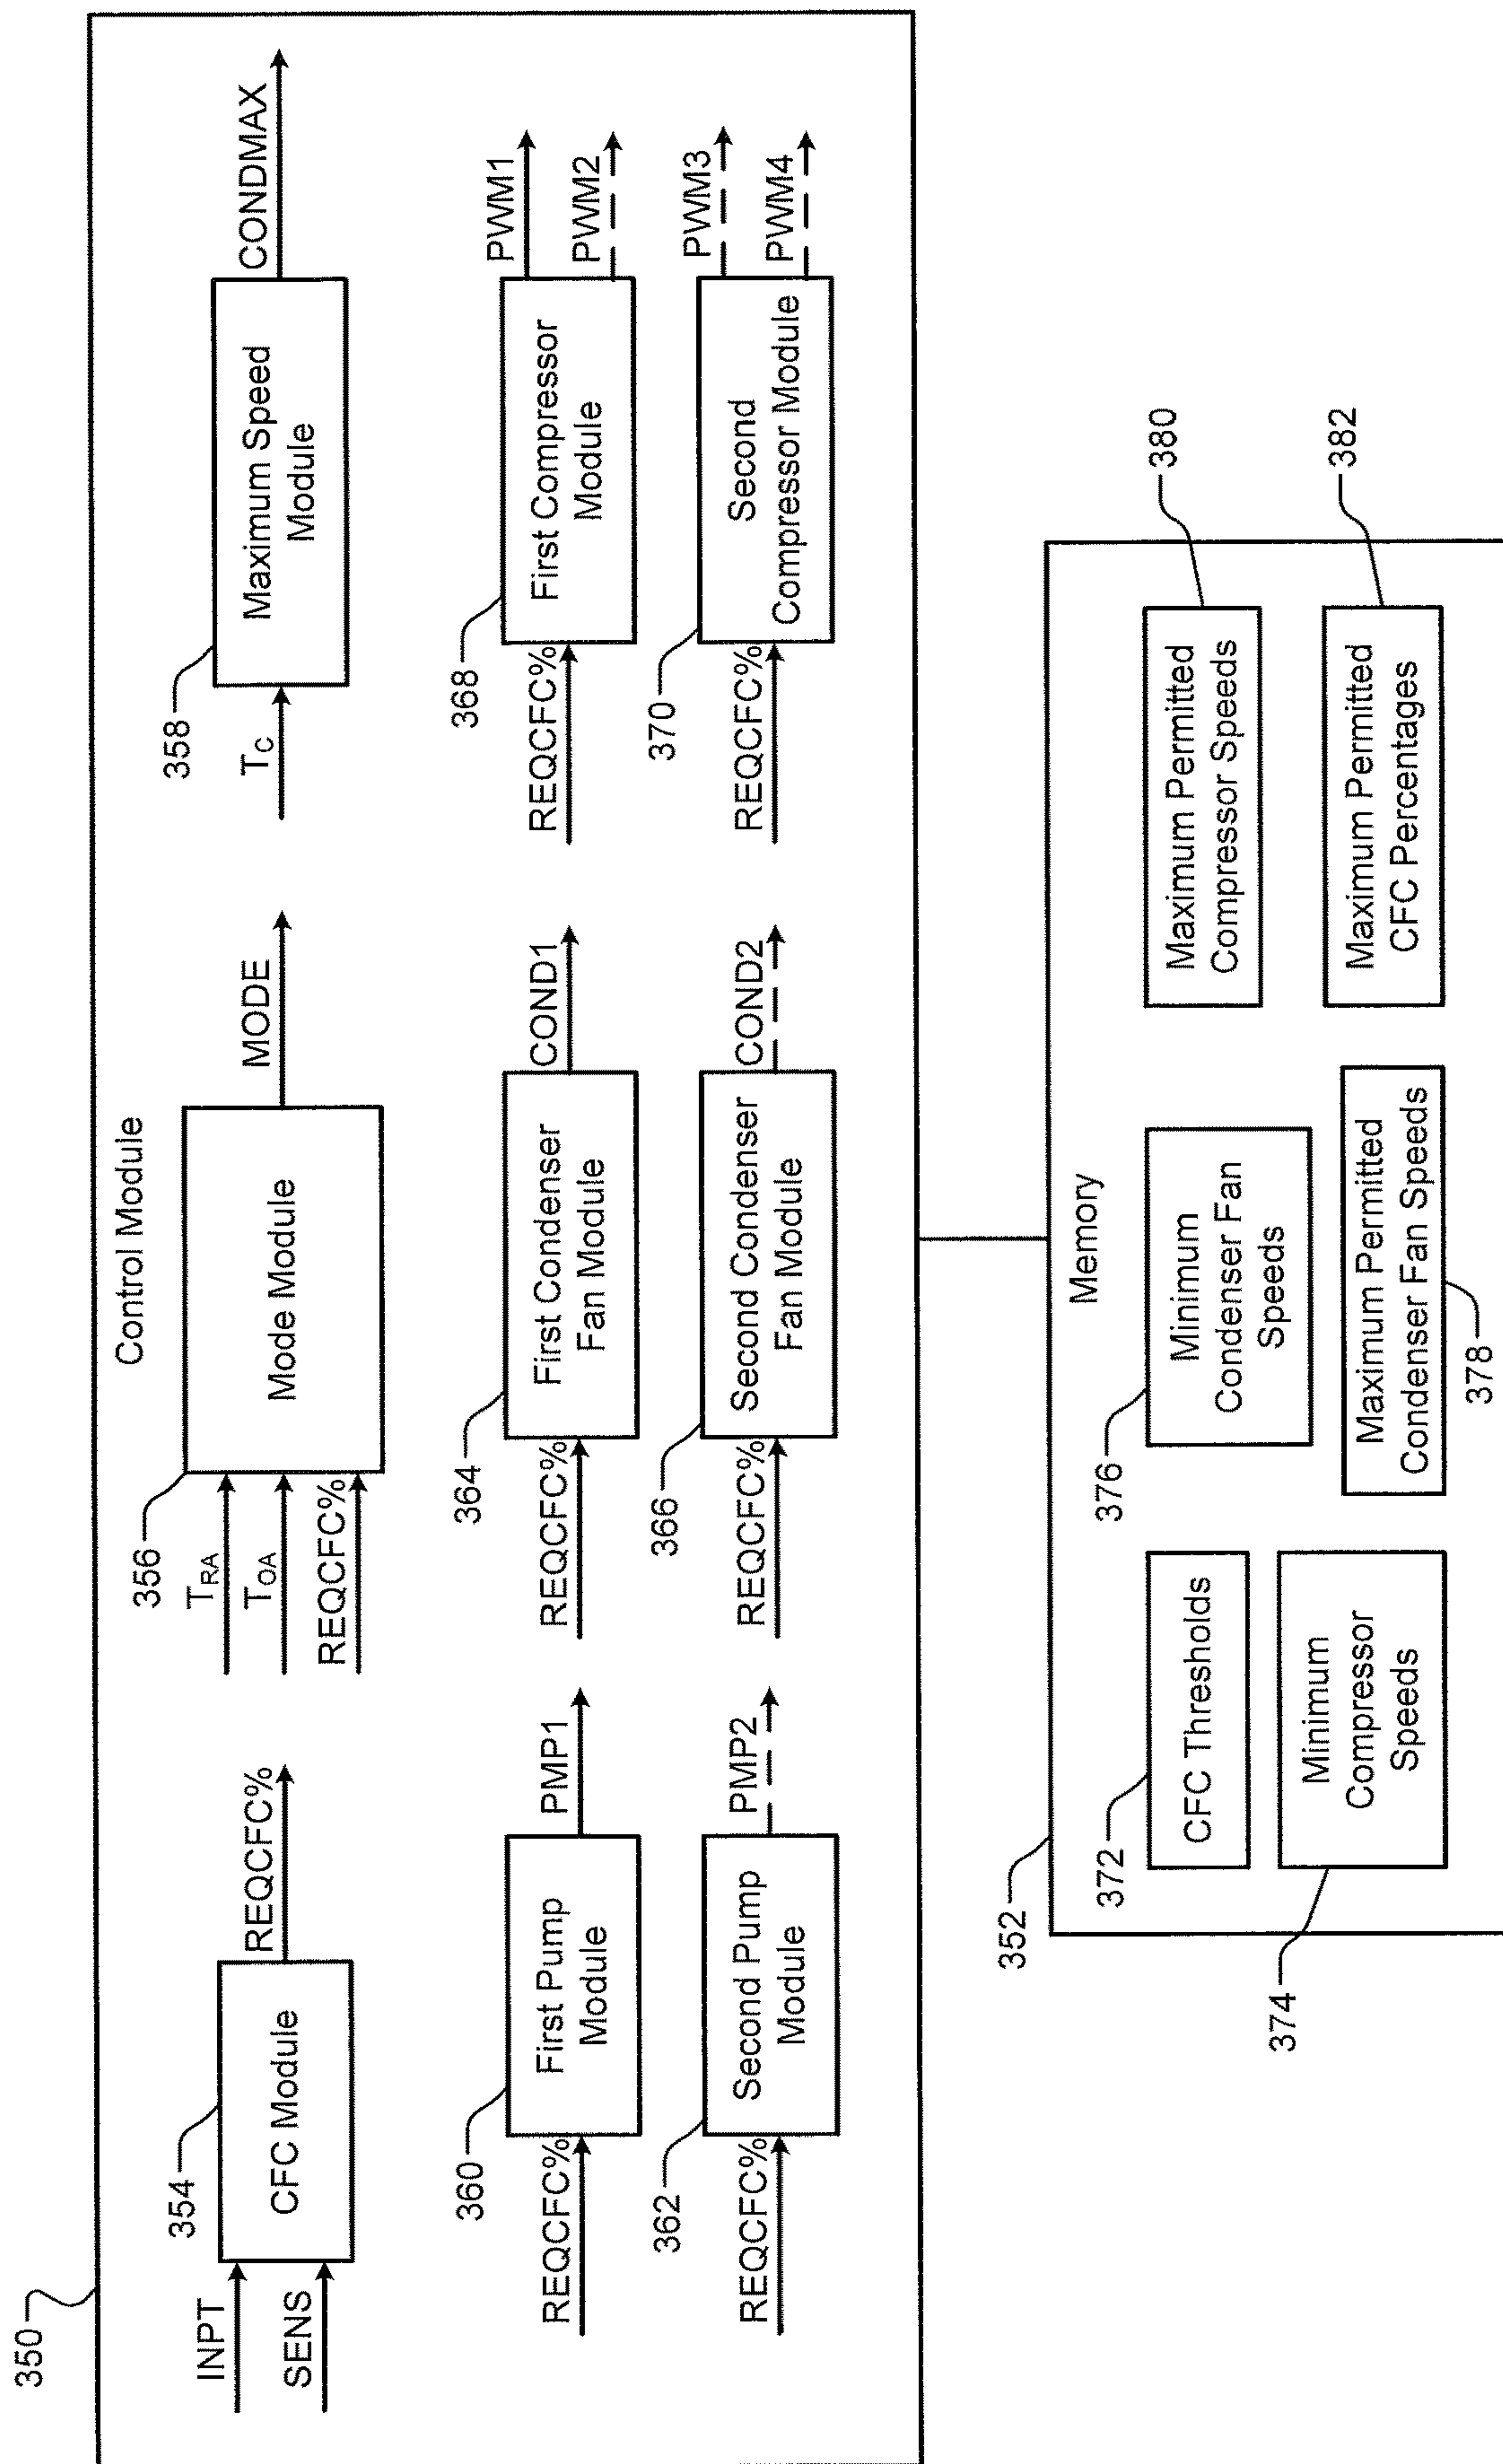 350
Control Module
354
INPT
SENS
CFC Module
REQCFC%
356
TRA
TOA
REQCFC%
Mode Module
MODE
358
TC
Maximum Speed
Module
CONDMAX
360
REQCFC%
First Pump
Module
PMP1
364
REQCFC%
First Condenser
Fan Module
COND1
368
REQCFC%
First Compressor
Module
PWM1
PWM2
362
REQCFC%
Second Pump
Module
PMP2
366
REQCFC%
Second Condenser
Fan Module
COND2
370
REQCFC%
Second
Compressor Module
PWM3
PWM4
352
Memory
372
CFC Thresholds
376
Minimum
Condenser Fan
Speeds
Maximum Permitted
Compressor Speeds
380
374
Minimum
Compressor
Speeds
Maximum Permitted
Condenser Fan Speeds
378
Maximum Permitted
CFC Percentages
382